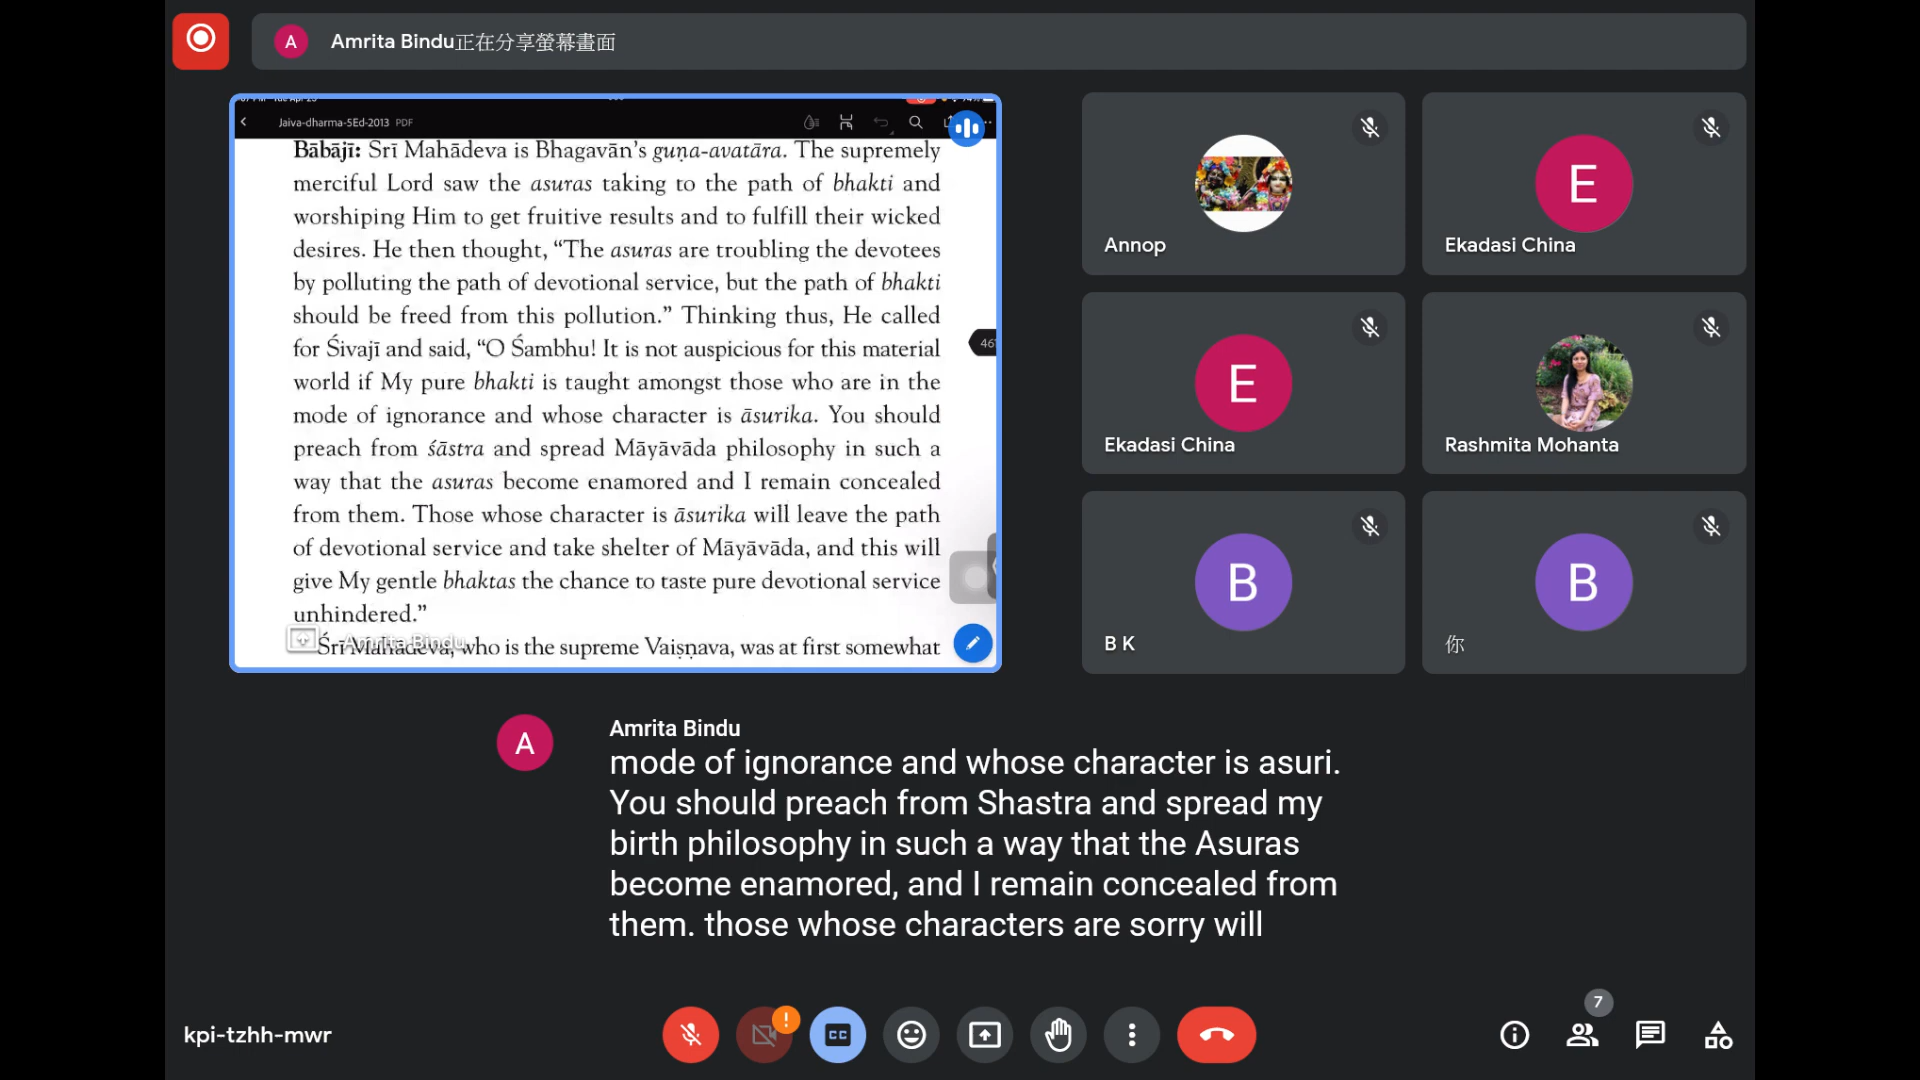 Amrita Bindu正在分享螢幕畫面
Jaiva-dharma-5Ed-2013 PDF
Bābājī: Śrī Mahādeva is Bhagavān’s guṇa-avatāra. The supremely
merciful Lord saw the asuras taking to the path of bhakti and
worshiping Him to get fruitive results and to fulfill their wicked
desires. He then thought, “The asuras are troubling the devotees
by polluting the path of devotional service, but the path of bhakti
should be freed from this pollution.” Thinking thus, He called
for Śivajī and said, “O Śambhu! It is not auspicious for this material
world if My pure bhakti is taught amongst those who are in the
mode of ignorance and whose character is āsurika. You should
preach from śāstra and spread Māyāvāda philosophy in such a
way that the asuras become enamored and I remain concealed
from them. Those whose character is āsurika will leave the path
of devotional service and take shelter of Māyāvāda, and this will
give My gentle bhaktas the chance to taste pure devotional service
unhindered.”
Śrī Mahādeva, who is the supreme Vaiṣṇava, was at first somewhat
Amrita Bindu
A
Annop
E
Ekadasi China
E
Ekadasi China
Rashmita Mohanta
B
B K
B
你
A
Amrita Bindu
mode of ignorance and whose character is asuri.
You should preach from Shastra and spread my
birth philosophy in such a way that the Asuras
become enamored, and I remain concealed from
them. those whose characters are sorry will
kpi-tzhh-mwr
CC
7